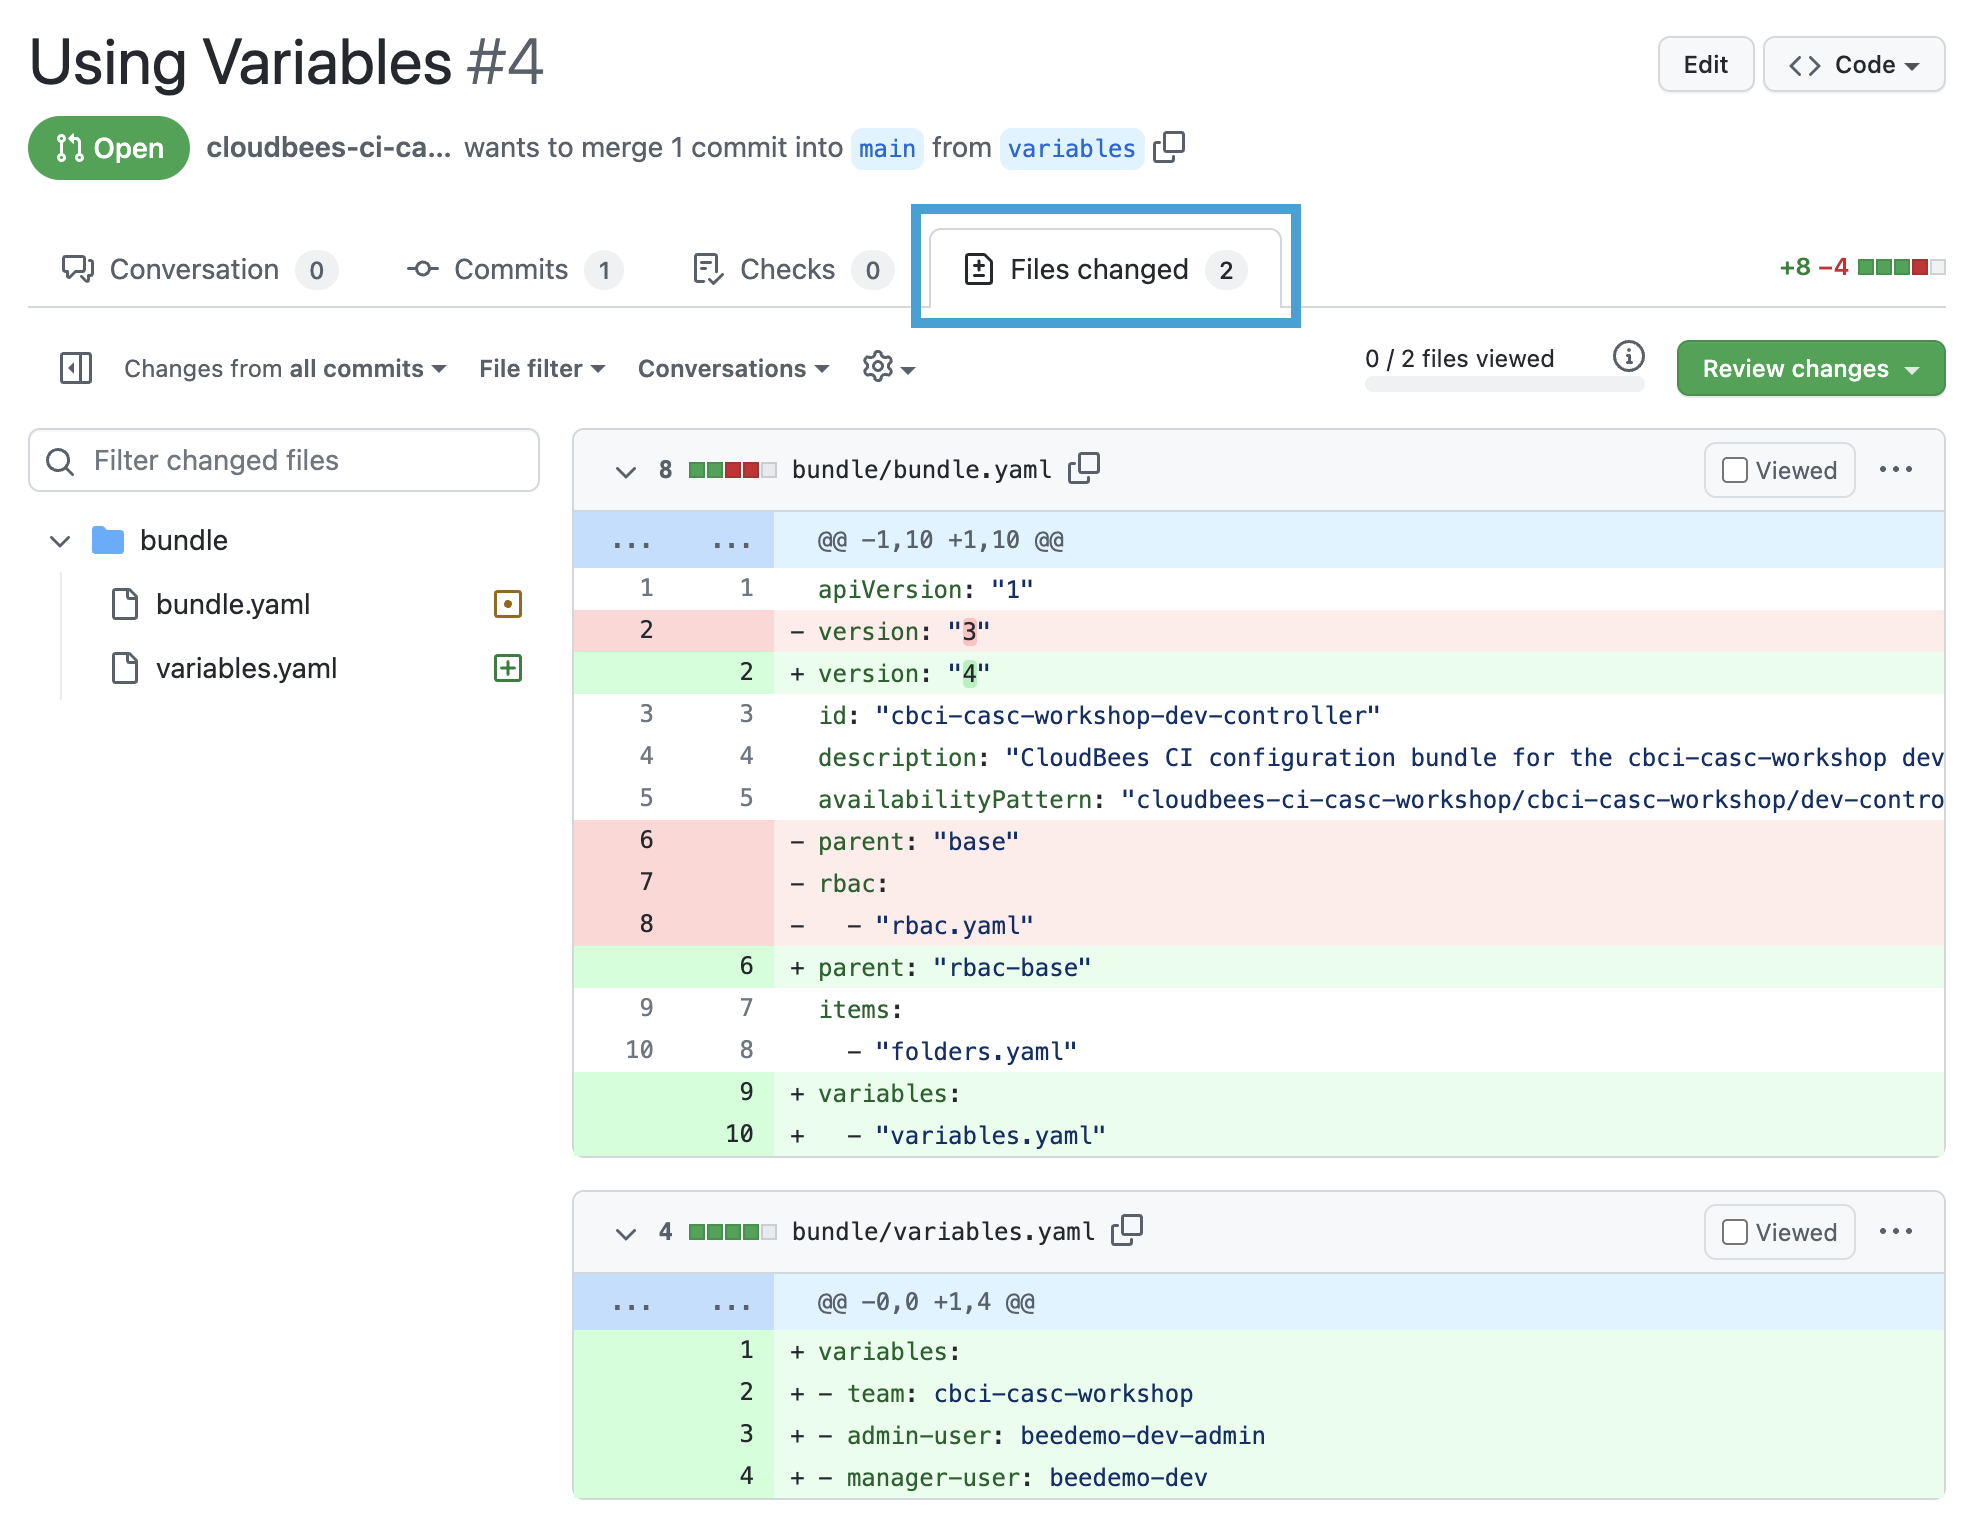 Using Variables #4
Edit
Code
Open
cloudbees-ci-ca... wants to merge 1 commit into main from variables
Conversation 0
Commits 1
Checks 0
Files changed 2
+8 −4
Changes from all commits
File filter
Conversations
0 / 2 files viewed
Review changes
Filter changed files
bundle
bundle.yaml
variables.yaml
8 bundle/bundle.yaml
Viewed
...
... ... @@ -1,10 +1,10 @@
1 1 apiVersion: "1"
2 - version: "3"
2 + version: "4"
3 3 id: "cbci-casc-workshop-dev-controller"
4 4 description: "CloudBees CI configuration bundle for the cbci-casc-workshop dev
5 5 availabilityPattern: "cloudbees-ci-casc-workshop/cbci-casc-workshop/dev-contro
6 - parent: "base"
7 - rbac:
8 -   - "rbac.yaml"
6 + parent: "rbac-base"
9 7 items:
10 8   - "folders.yaml"
9 + variables:
10 +   - "variables.yaml"
4 bundle/variables.yaml
Viewed
...
... ... @@ -0,0 +1,4 @@
1 + variables:
2 + - team: cbci-casc-workshop
3 + - admin-user: beedemo-dev-admin
4 + - manager-user: beedemo-dev